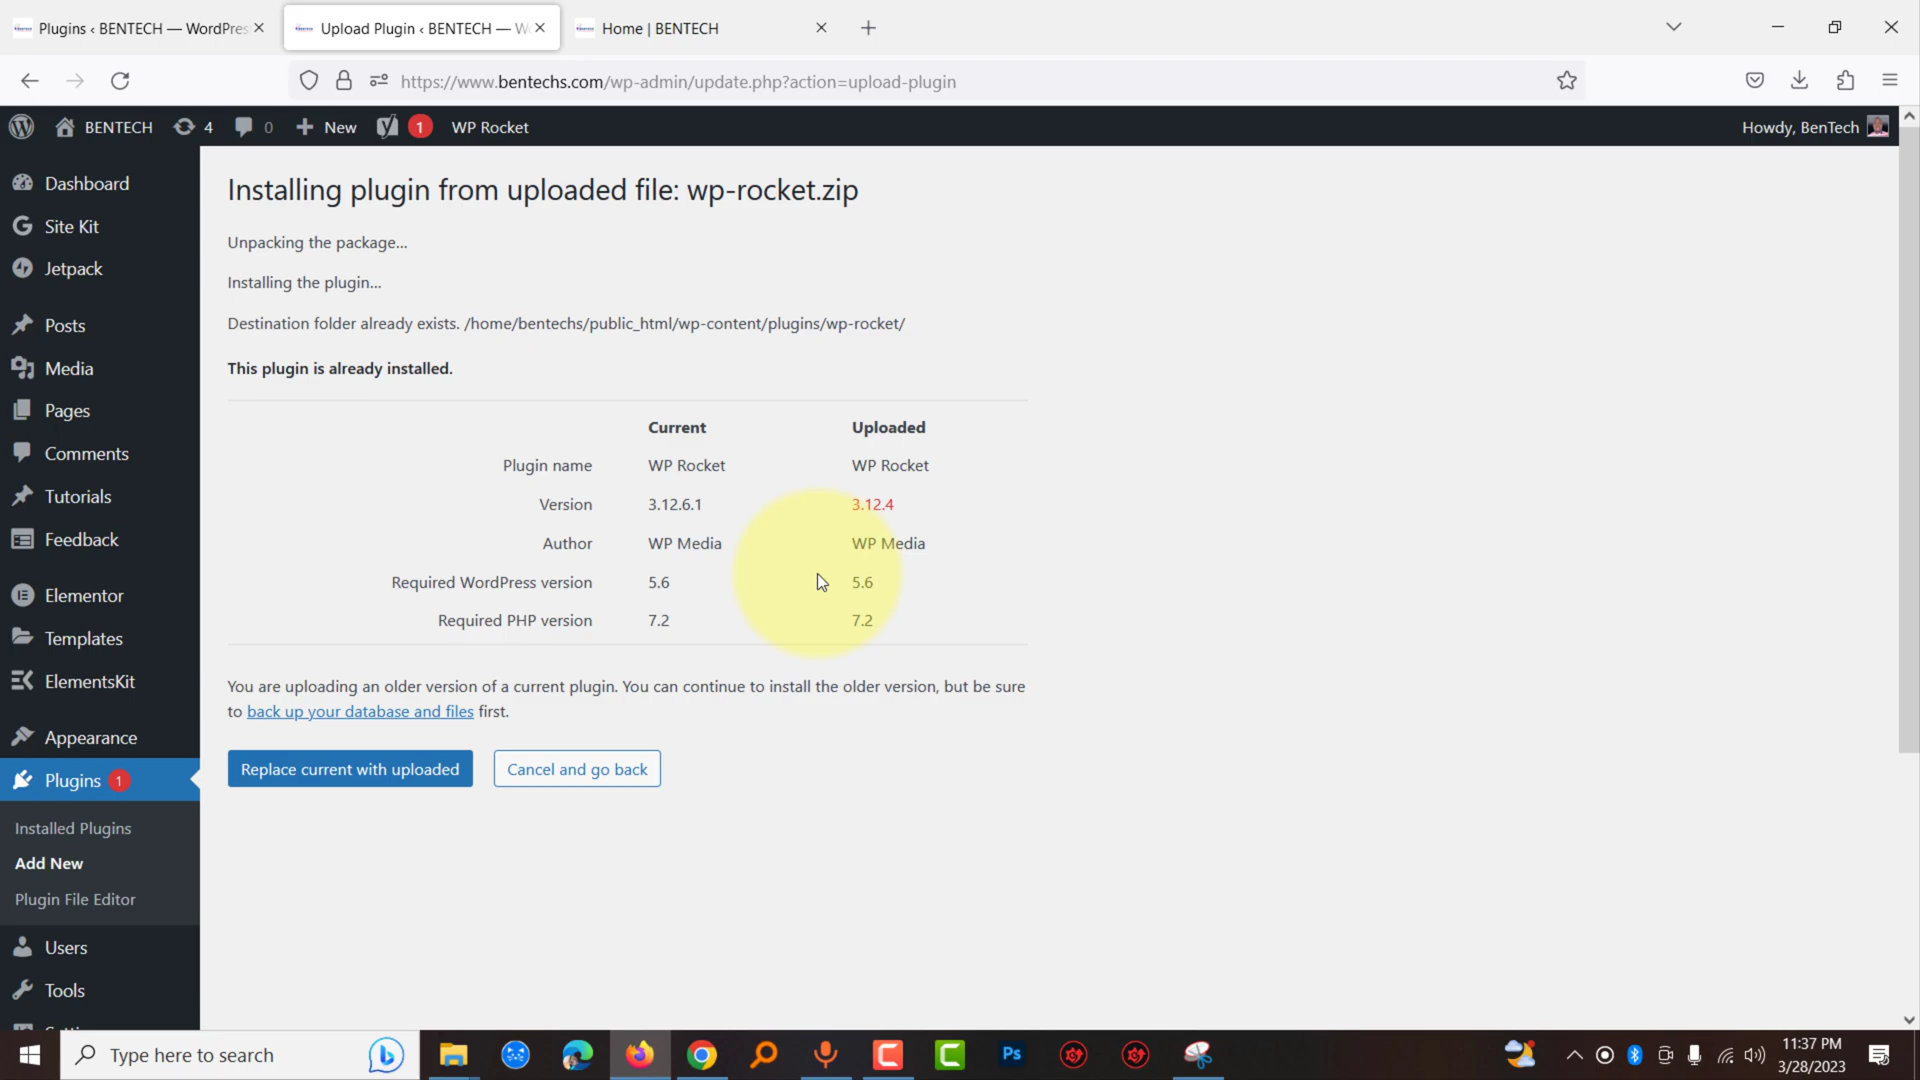 Plugins ‹ BENTECH — WordPres
Upload Plugin ‹ BENTECH — W
Home | BENTECH
https://www.bentechs.com/wp-admin/update.php?action=upload-plugin
BENTECH
4
0
New
1
WP Rocket
Howdy, BenTech
Dashboard
Site Kit
Jetpack
Posts
Media
Pages
Comments
Tutorials
Feedback
Elementor
Templates
ElementsKit
Appearance
Plugins 1
Installed Plugins
Add New
Plugin File Editor
Users
Tools
Installing plugin from uploaded file: wp-rocket.zip
Unpacking the package...
Installing the plugin...
Destination folder already exists. /home/bentechs/public_html/wp-content/plugins/wp-rocket/
This plugin is already installed.
Current Uploaded
Plugin name WP Rocket WP Rocket
Version 3.12.6.1 3.12.4
Author WP Media WP Media
Required WordPress version 5.6 5.6
Required PHP version 7.2 7.2
You are uploading an older version of a current plugin. You can continue to install the older version, but be sure
to back up your database and files first.
Replace current with uploaded
Cancel and go back
Type here to search
Ps
11:37 PM
3/28/2023